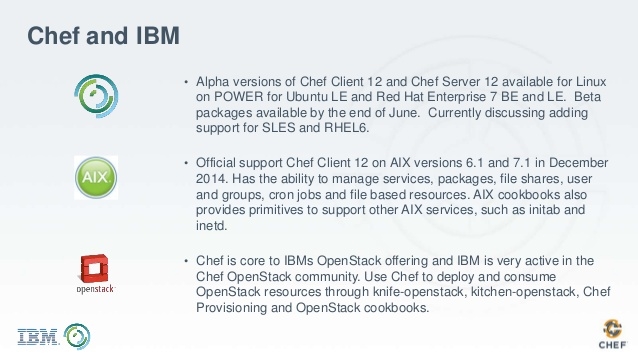 Chef and IBM
• Alpha versions of Chef Client 12 and Chef Server 12 available for Linux
on POWER for Ubuntu LE and Red Hat Enterprise 7 BE and LE. Beta
packages available by the end of June. Currently discussing adding
support for SLES and RHEL6.
AIX
• Official support Chef Client 12 on AIX versions 6.1 and 7.1 in December
2014. Has the ability to manage services, packages, file shares, user
and groups, cron jobs and file based resources. AIX cookbooks also
provides primitives to support other AIX services, such as initab and
inetd.
openstack
• Chef is core to IBMs OpenStack offering and IBM is very active in the
Chef OpenStack community. Use Chef to deploy and consume
OpenStack resources through knife-openstack, kitchen-openstack, Chef
Provisioning and OpenStack cookbooks.
IBM
CHEF